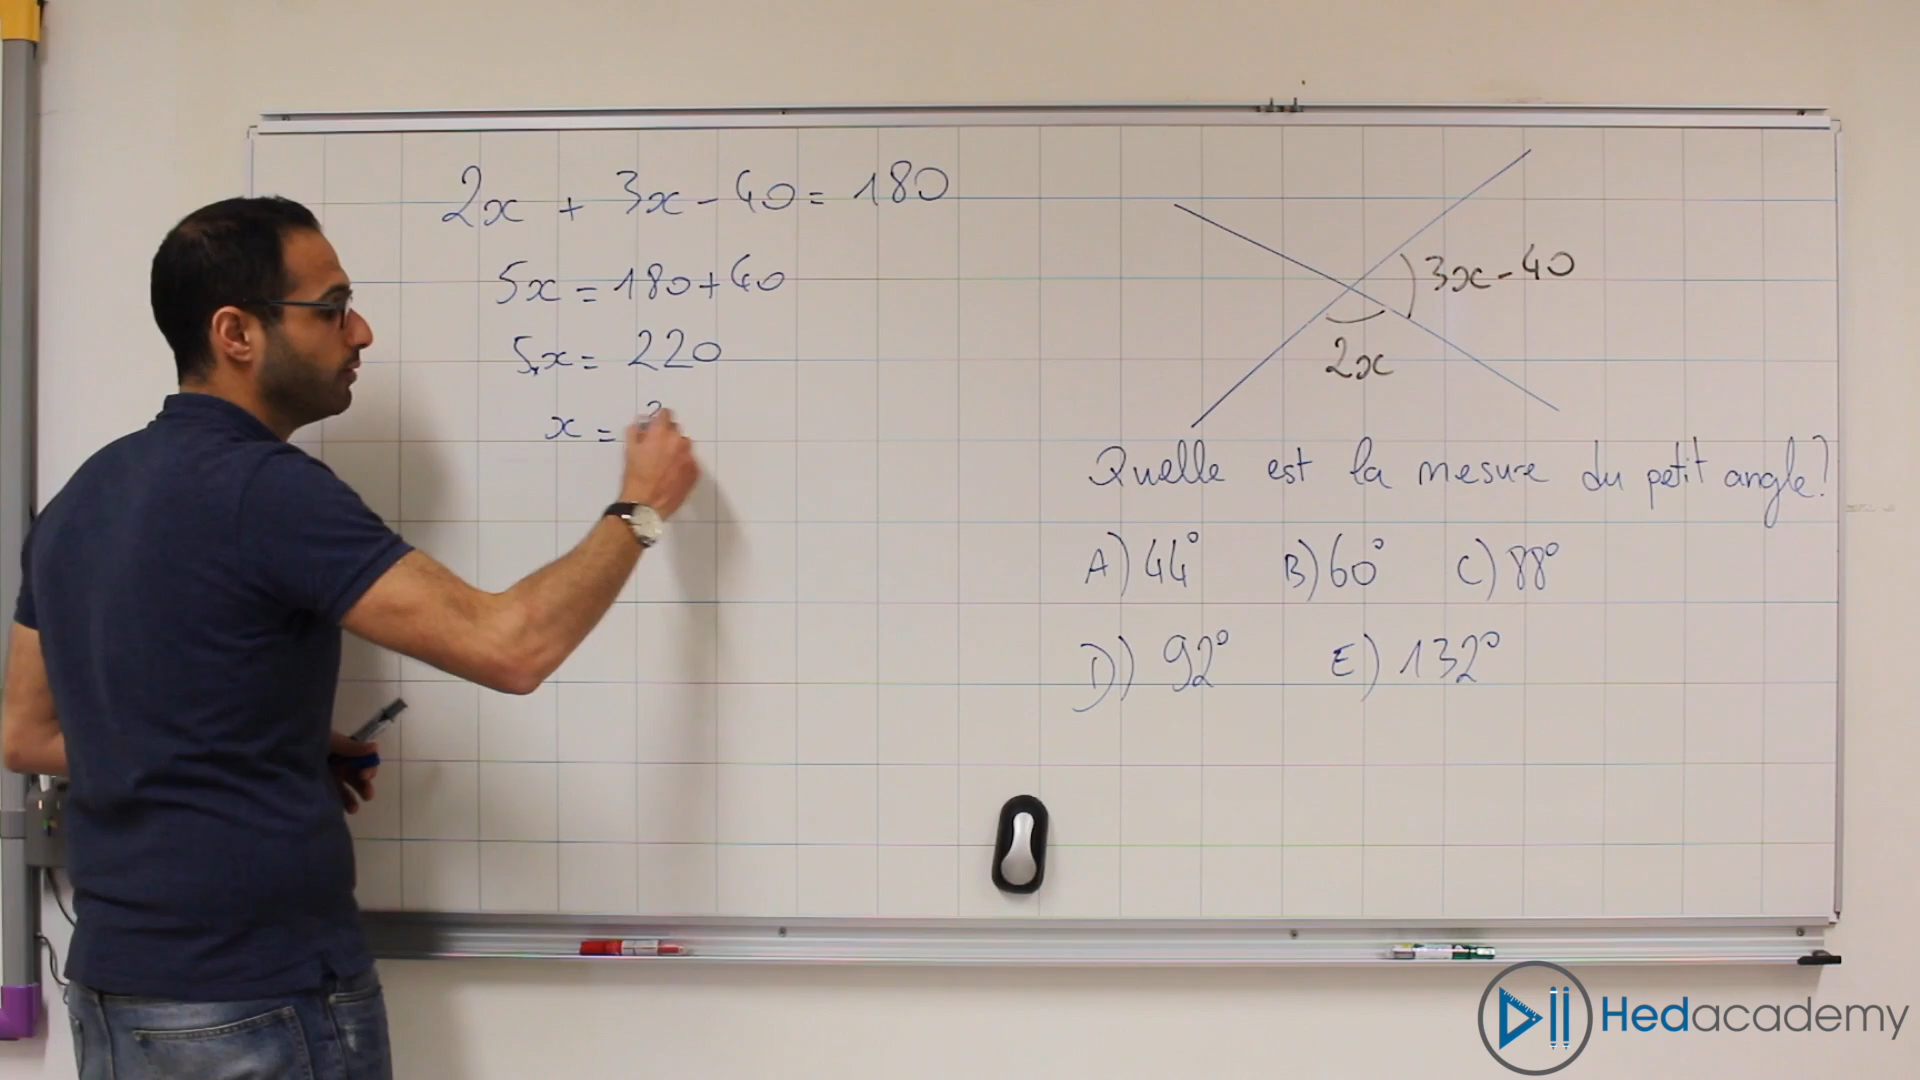 2x + 3x - 40 = 180
5x = 180 + 40
5x = 220
x =
3x - 40
2x
Quelle est la mesure du petit angle?
A) 44° B) 60° C) 88°
D) 92° E) 132°
Hedacademy